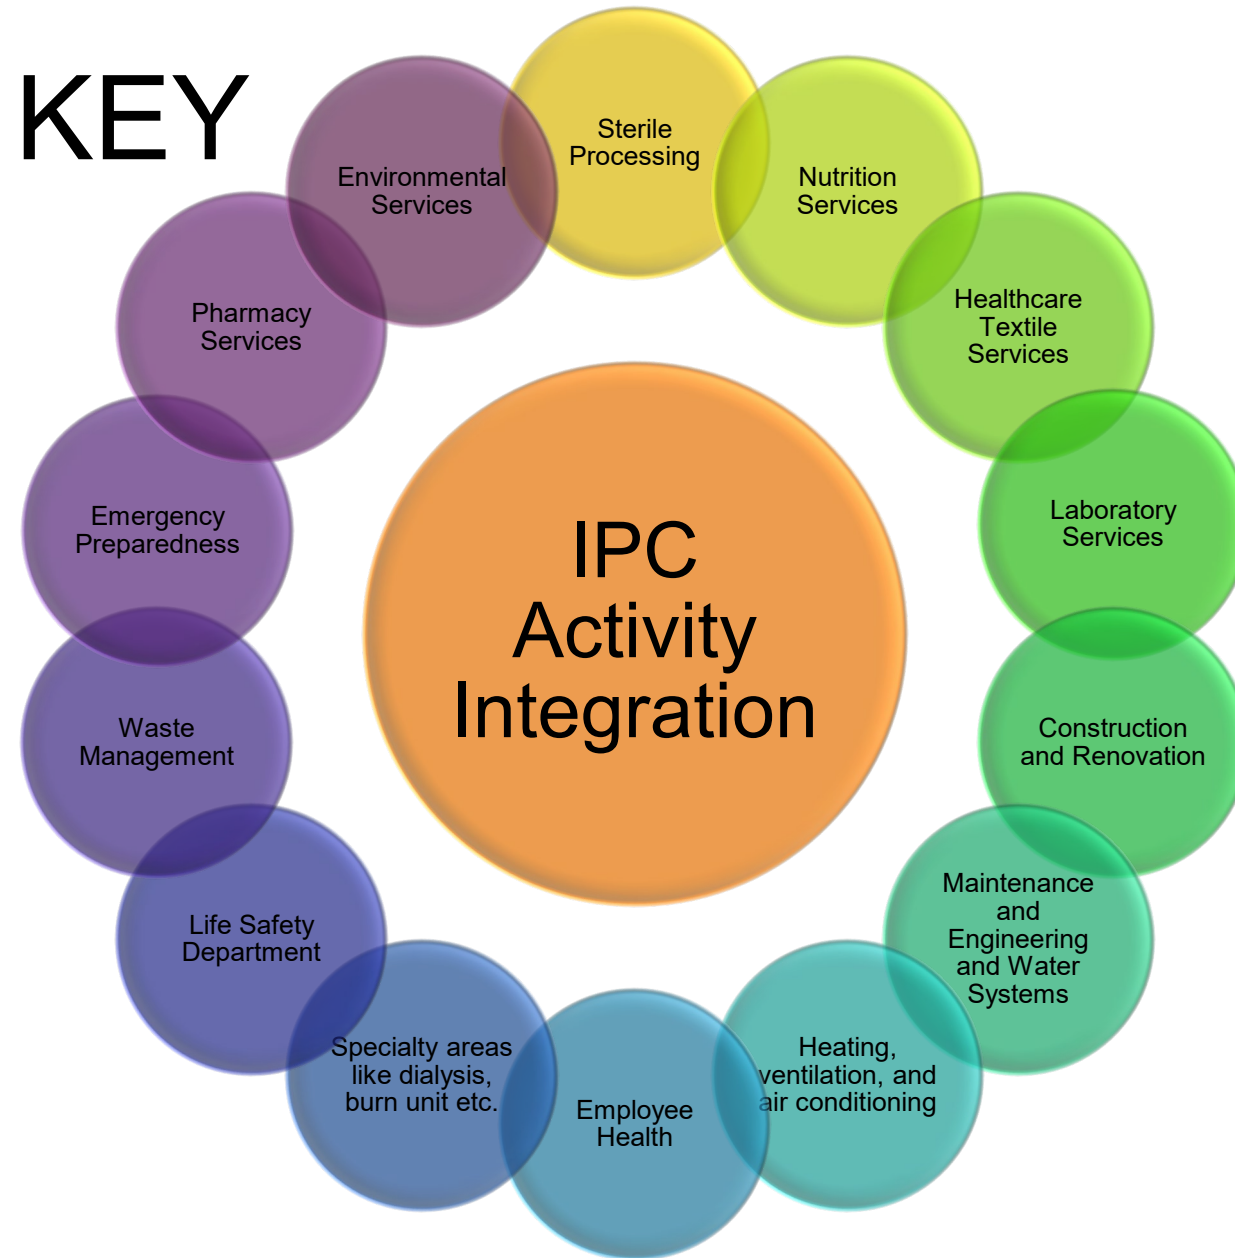 KEY
Sterile
Processing
Nutrition
Services
Healthcare
Textile
Services
Laboratory
Services
Construction
and Renovation
Maintenance
and
Engineering
and Water
Systems
Heating,
ventilation, and
air conditioning
Employee
Health
Specialty areas
like dialysis,
burn unit etc.
Life Safety
Department
Waste
Management
Emergency
Preparedness
Pharmacy
Services
Environmental
Services
IPC
Activity
Integration